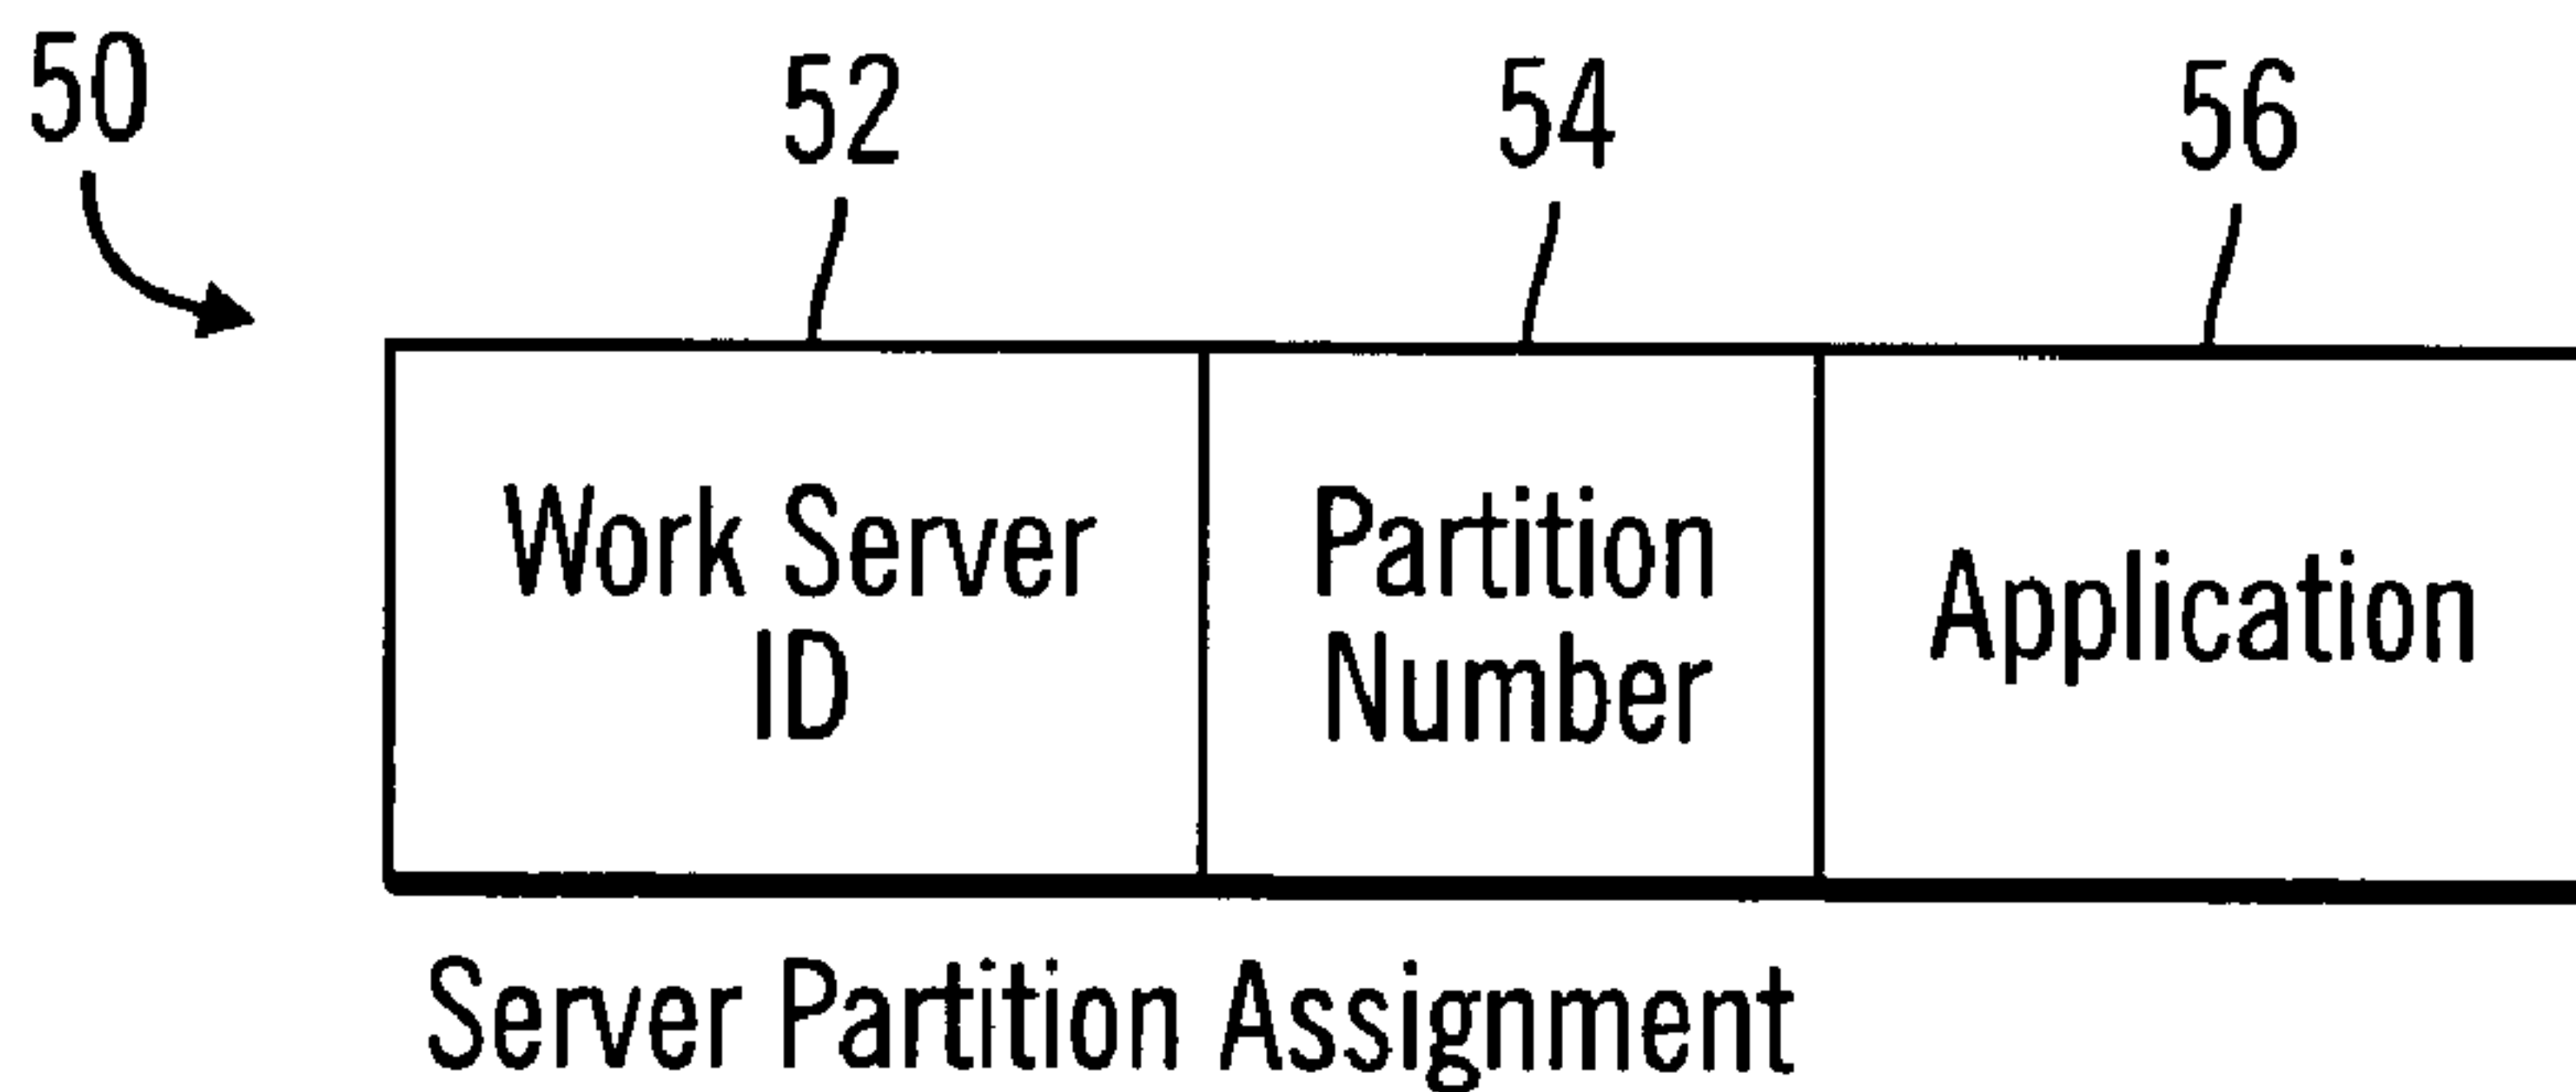 50 52 54 56
Work Server
ID
Partition
Number
Application
Server Partition Assignment